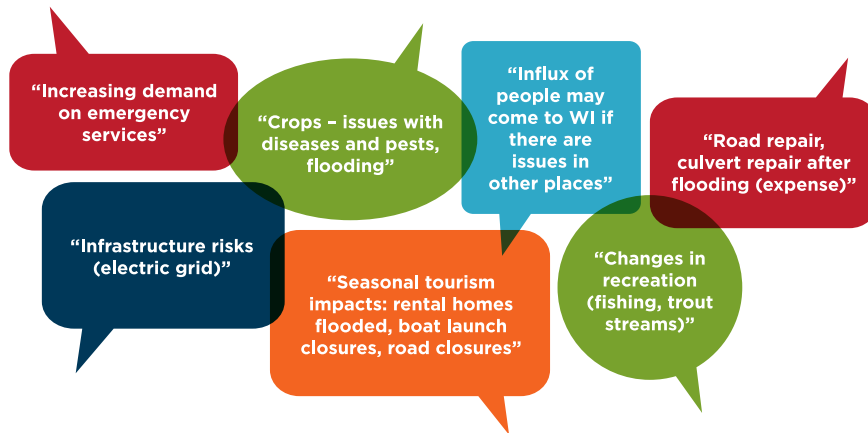 “Increasing demand
on emergency
services”
“Crops – issues with
diseases and pests,
flooding”
“Influx of
people may
come to WI if
there are
issues in
other places”
“Road repair,
culvert repair after
flooding (expense)”
“Infrastructure risks
(electric grid)”
“Seasonal tourism
impacts: rental homes
flooded, boat launch
closures, road closures”
“Changes in
recreation
(fishing, trout
streams)”